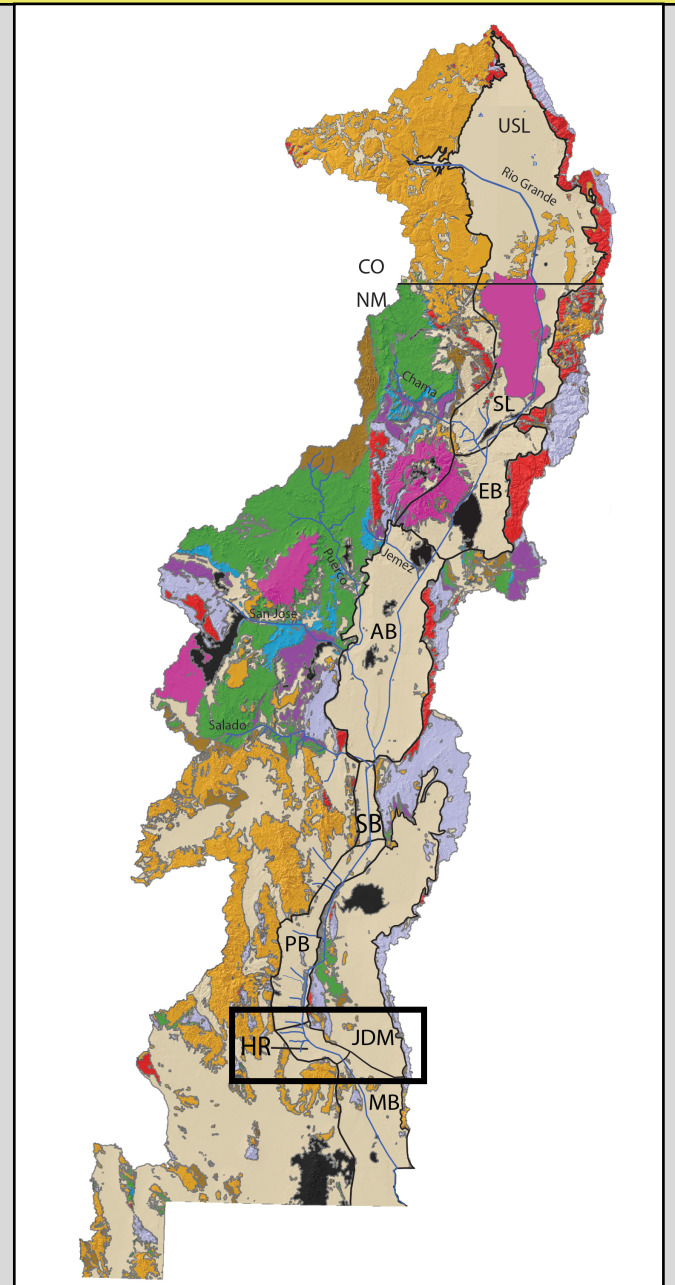 USL
Rio Grande
CO
NM
Chama
SL
EB
Jemez
Puerco
San Jose
AB
Salado
SB
PB
HR
JDM
MB